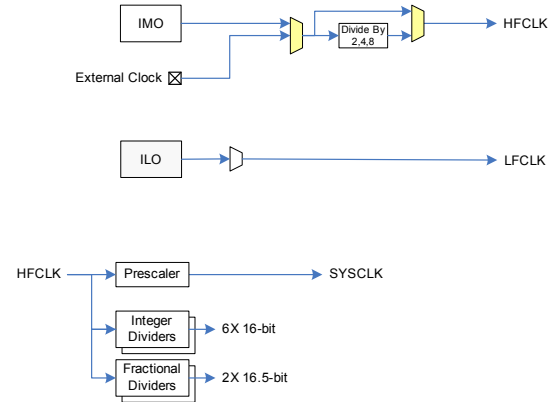 IMO
External Clock
Divide By
2,4,8
HFCLK
ILO
LFCLK
HFCLK
Prescaler
SYSCLK
Integer
Dividers
6X 16-bit
Fractional
Dividers
2X 16.5-bit